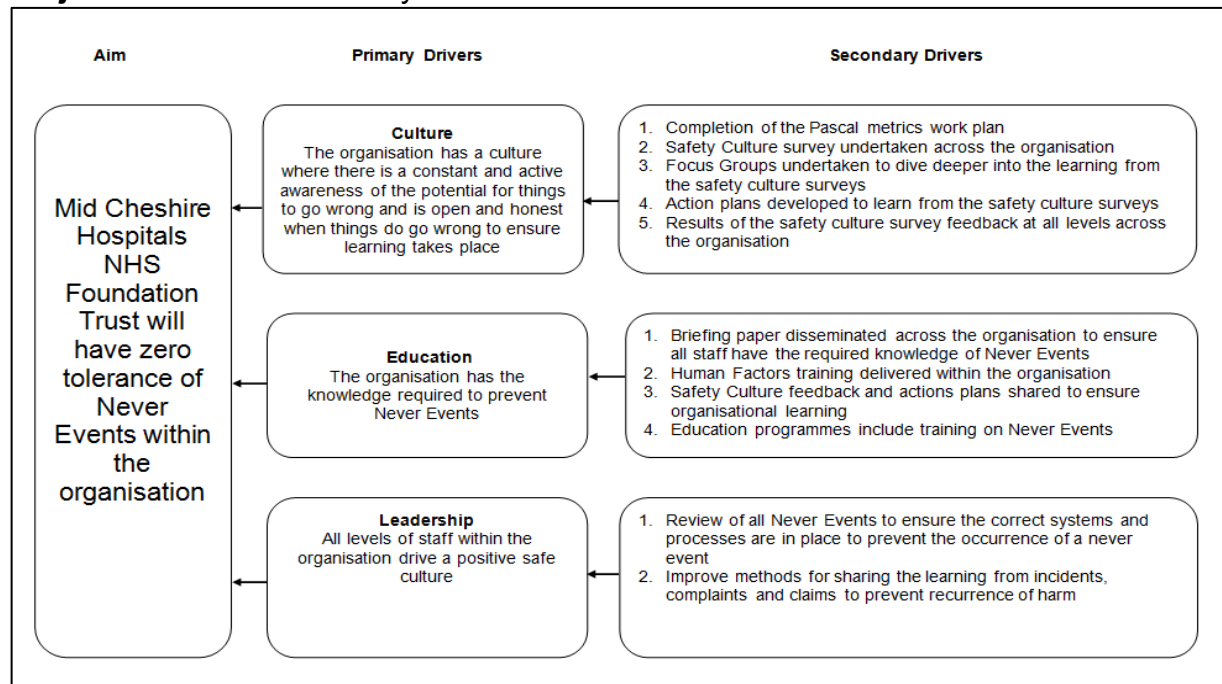 Aim
Primary Drivers
Secondary Drivers
Mid Cheshire
Hospitals
NHS
Foundation
Trust will
have zero
tolerance of
Never
Events within
the
organisation
Culture
The organisation has a culture
where there is a constant and active
awareness of the potential for things
to go wrong and is open and honest
when things do go wrong to ensure
learning takes place
1. Completion of the Pascal metrics work plan
2. Safety Culture survey undertaken across the organisation
3. Focus Groups undertaken to dive deeper into the learning from
the safety culture surveys
4. Action plans developed to learn from the safety culture surveys
5. Results of the safety culture survey feedback at all levels across
the organisation
Education
The organisation has the
knowledge required to prevent
Never Events
1. Briefing paper disseminated across the organisation to ensure
all staff have the required knowledge of Never Events
2. Human Factors training delivered within the organisation
3. Safety Culture feedback and actions plans shared to ensure
organisational learning
4. Education programmes include training on Never Events
Leadership
All levels of staff within the
organisation drive a positive safe
culture
1. Review of all Never Events to ensure the correct systems and
processes are in place to prevent the occurrence of a never
event
2. Improve methods for sharing the learning from incidents,
complaints and claims to prevent recurrence of harm